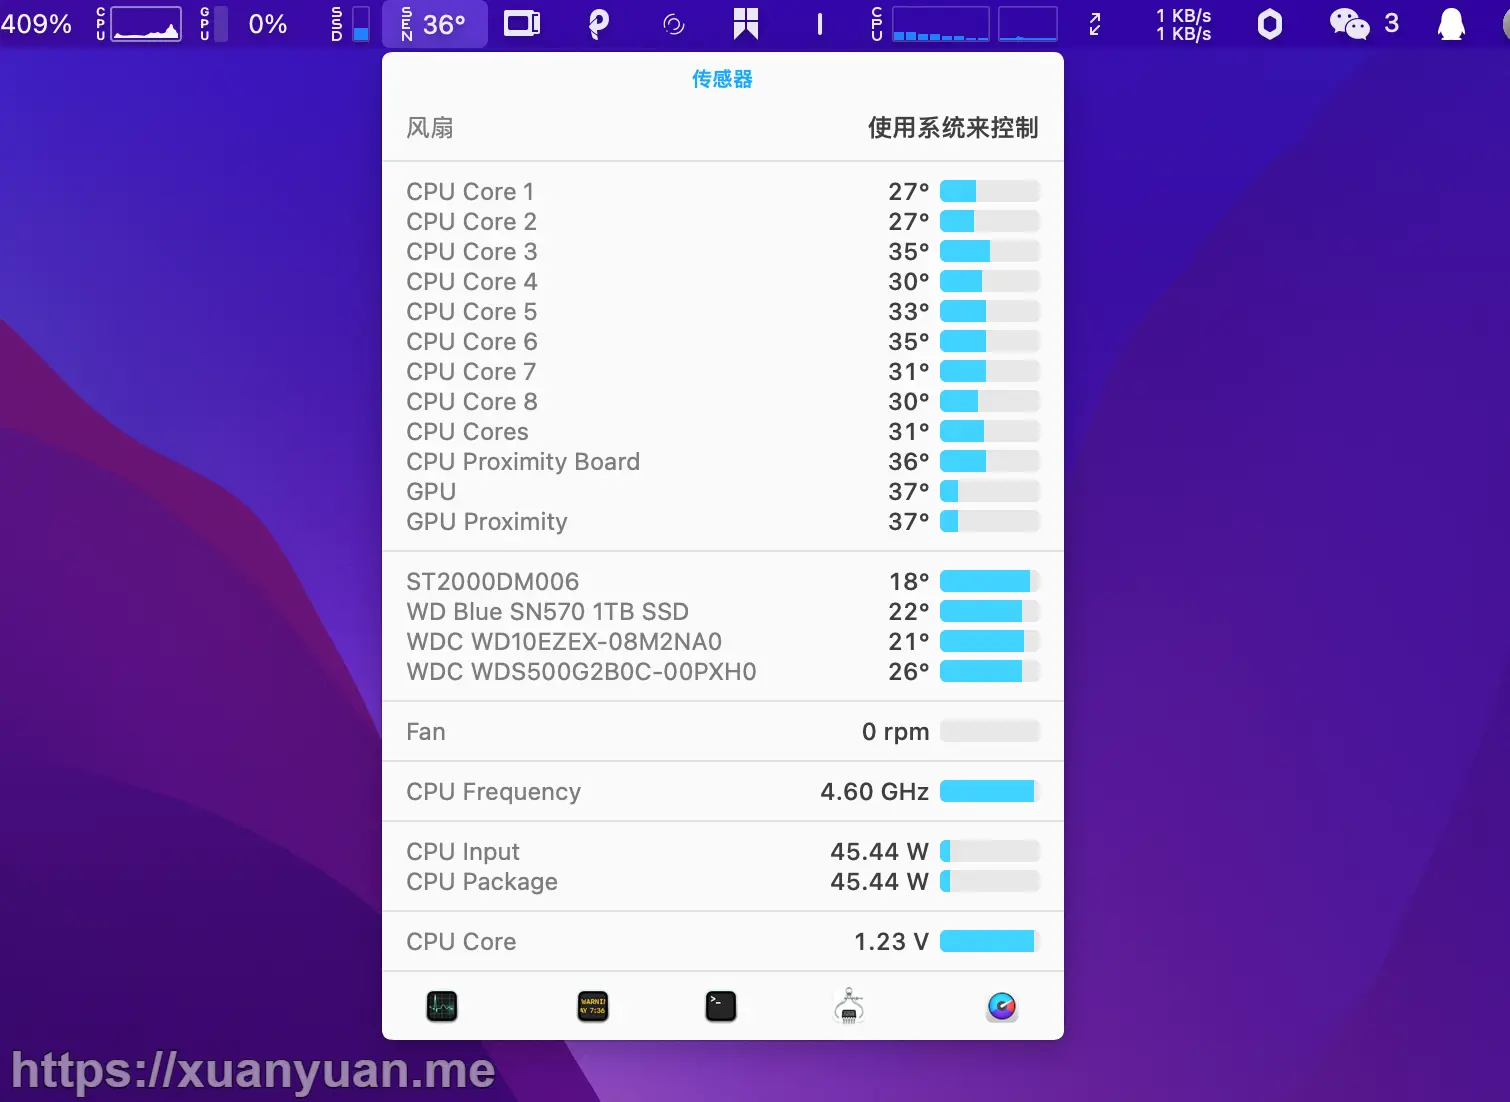 409% CPU GPU 0% SSD SEN 36° CPU 1 KB/s 3
1 KB/s
传感器
风扇 使用系统来控制
CPU Core 1 27°
CPU Core 2 27°
CPU Core 3 35°
CPU Core 4 30°
CPU Core 5 33°
CPU Core 6 35°
CPU Core 7 31°
CPU Core 8 30°
CPU Cores 31°
CPU Proximity Board 36°
GPU 37°
GPU Proximity 37°
ST2000DM006 18°
WD Blue SN570 1TB SSD 22°
WDC WD10EZEX-08M2NA0 21°
WDC WDS500G2B0C-00PXH0 26°
Fan 0 rpm
CPU Frequency 4.60 GHz
CPU Input 45.44 W
CPU Package 45.44 W
CPU Core 1.23 V
WARNI
AY 7:36
https://xuanyuan.me